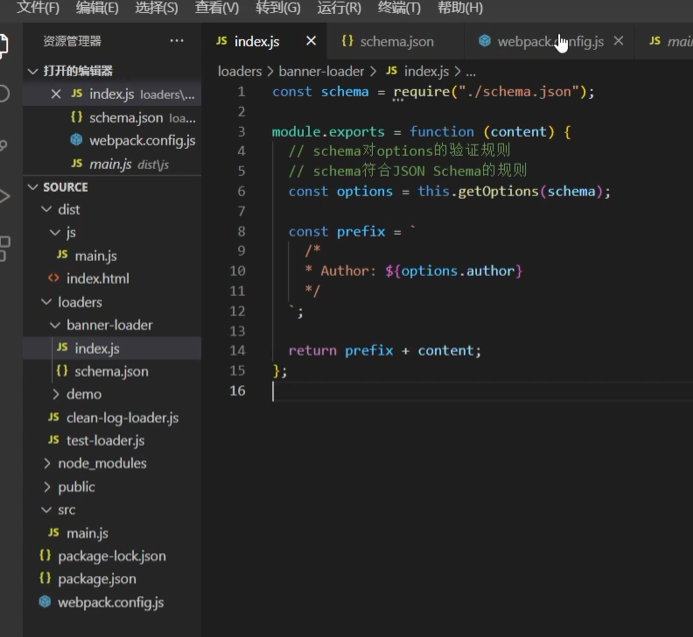 文件(F) 编辑(E) 选择(S) 查看(V) 转到(G) 运行(R) 终端(T) 帮助(H)
资源管理器 ···
打开的编辑器
JS index.js loaders\...
{} schema.json loa...
webpack.config.js
JS main.js dist\js
SOURCE
dist
js
JS main.js
<> index.html
loaders
banner-loader
JS index.js
{} schema.json
demo
JS clean-log-loader.js
JS test-loader.js
node_modules
public
src
JS main.js
{} package-lock.json
{} package.json
webpack.config.js
JS index.js {} schema.json webpack.config.js JS mai
loaders > banner-loader > JS index.js > ...
1 const schema = require("./schema.json");
2
3 module.exports = function (content) {
4 // schema对options的验证规则
5 // schema符合JSON Schema的规则
6 const options = this.getOptions(schema);
7
8 const prefix = `
9 /*
10 * Author: ${options.author}
11 */
12 `;
13
14 return prefix + content;
15 };
16